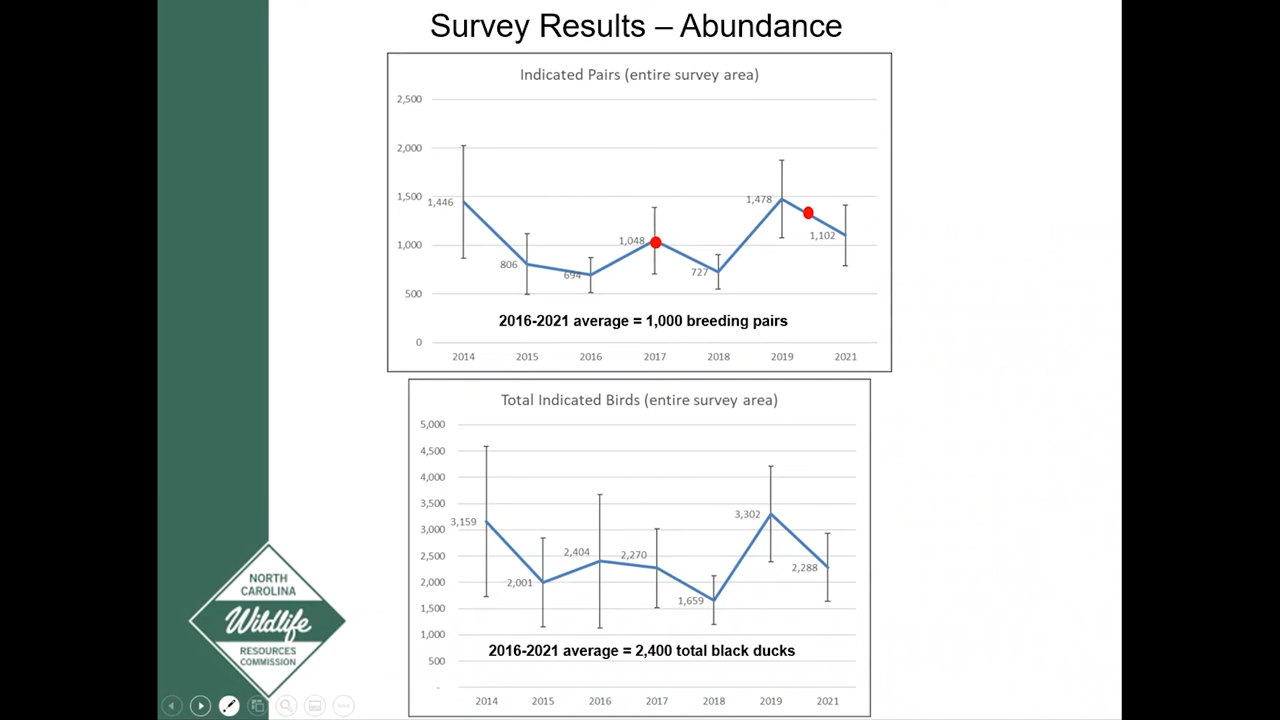 Survey Results – Abundance
Indicated Pairs (entire survey area)
2,500
2,000
1,500
1,000
500
0
1,446
806
694
1,048
727
1,478
1,102
2016-2021 average = 1,000 breeding pairs
2014 2015 2016 2017 2018 2019 2021
Total Indicated Birds (entire survey area)
5,000
4,500
4,000
3,500
3,000
2,500
2,000
1,500
1,000
500
-
3,159
2,001
2,404
2,270
1,659
3,302
2,288
2016-2021 average = 2,400 total black ducks
2014 2015 2016 2017 2018 2019 2021
NORTH
CAROLINA
Wildlife
RESOURCES
COMMISSION